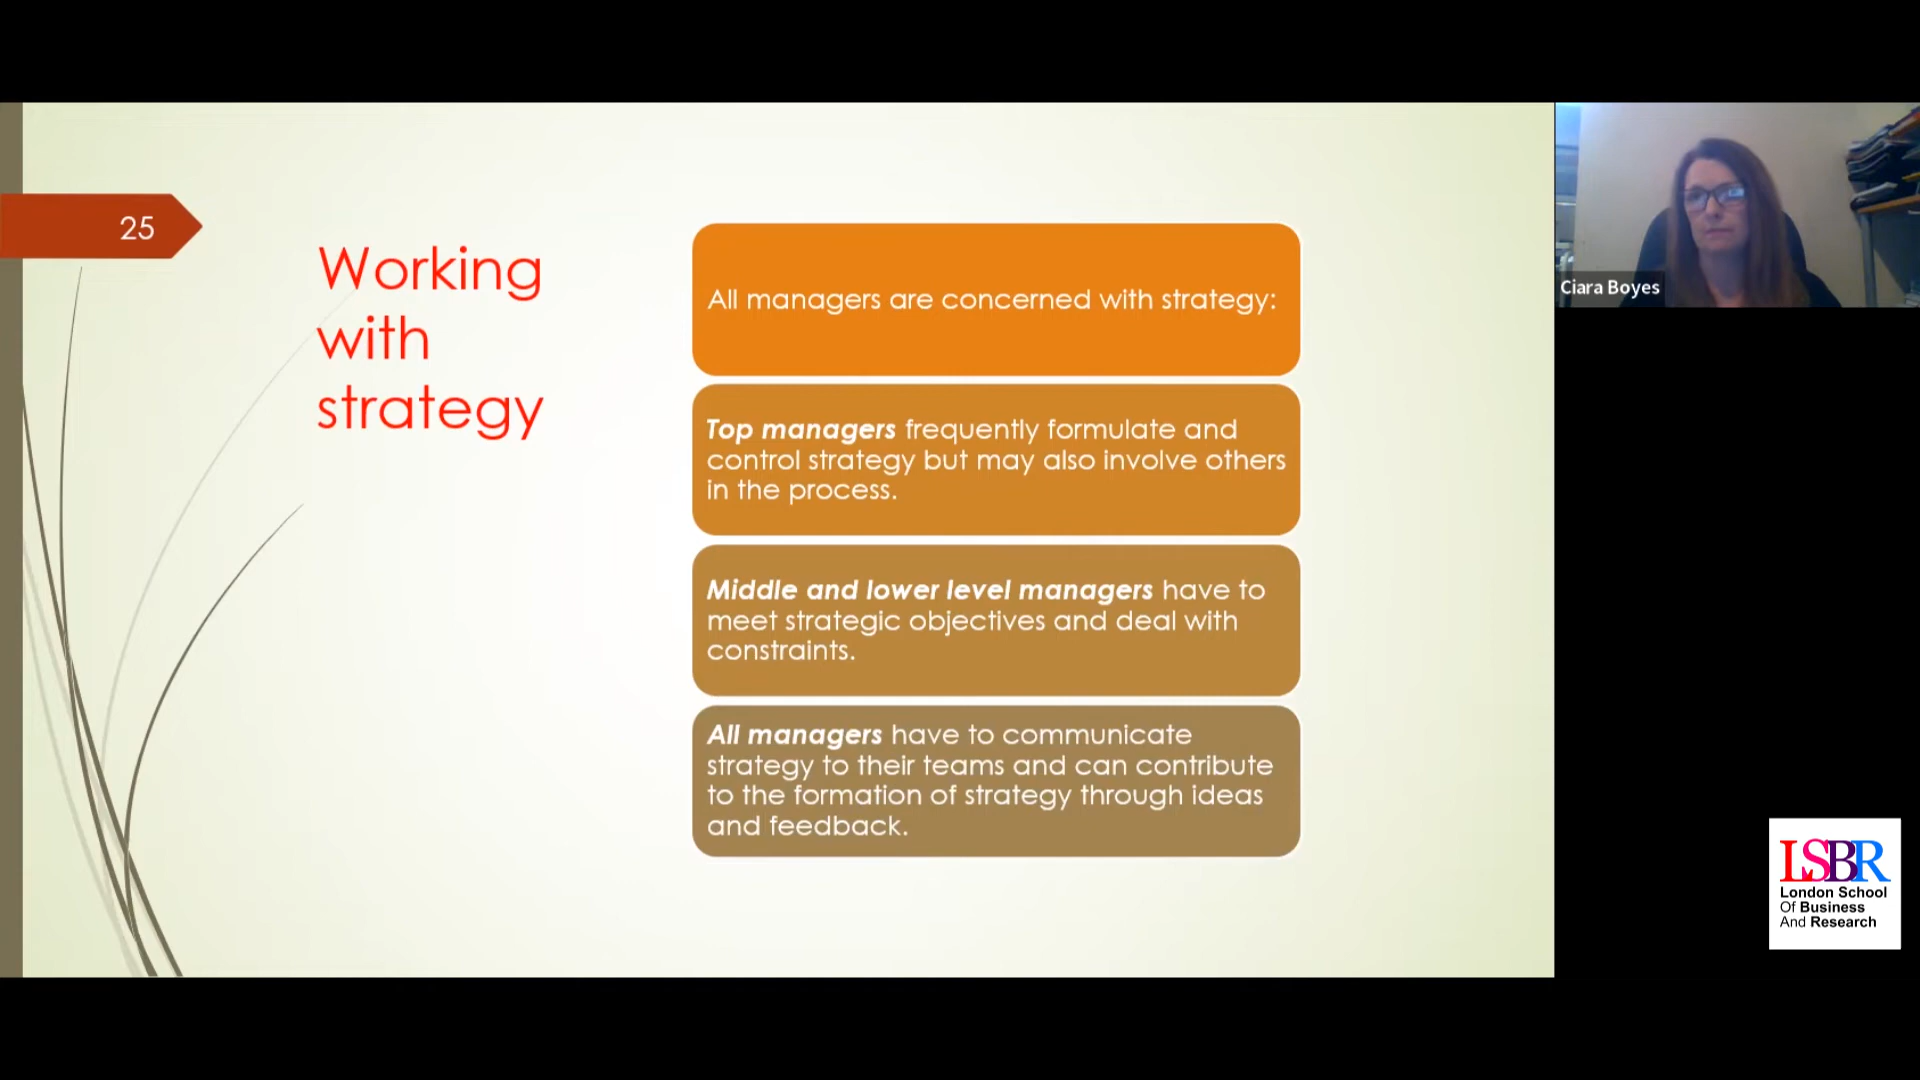 25
Working
with
strategy
All managers are concerned with strategy:
Top managers frequently formulate and
control strategy but may also involve others
in the process.
Middle and lower level managers have to
meet strategic objectives and deal with
constraints.
All managers have to communicate
strategy to their teams and can contribute
to the formation of strategy through ideas
and feedback.
Ciara Boyes
LSBR
London School
Of Business
And Research